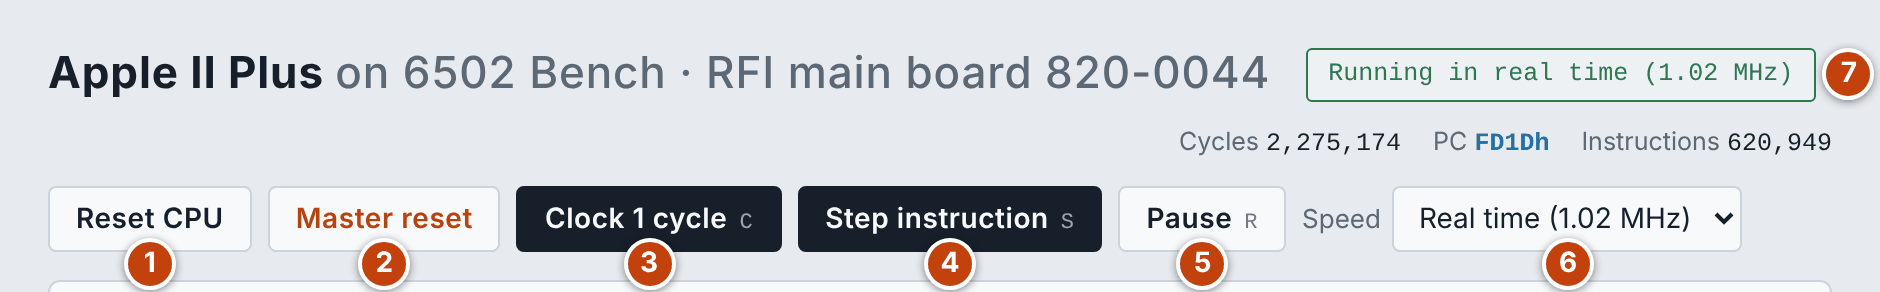 Apple II Plus on 6502 Bench · RFI main board 820-0044 Running in real time (1.02 MHz) 7
Cycles 2,275,174 PC FD1Dh Instructions 620,949
Reset CPU Master reset Clock 1 cycle C Step instruction S Pause R Speed Real time (1.02 MHz)
1 2 3 4 5 6